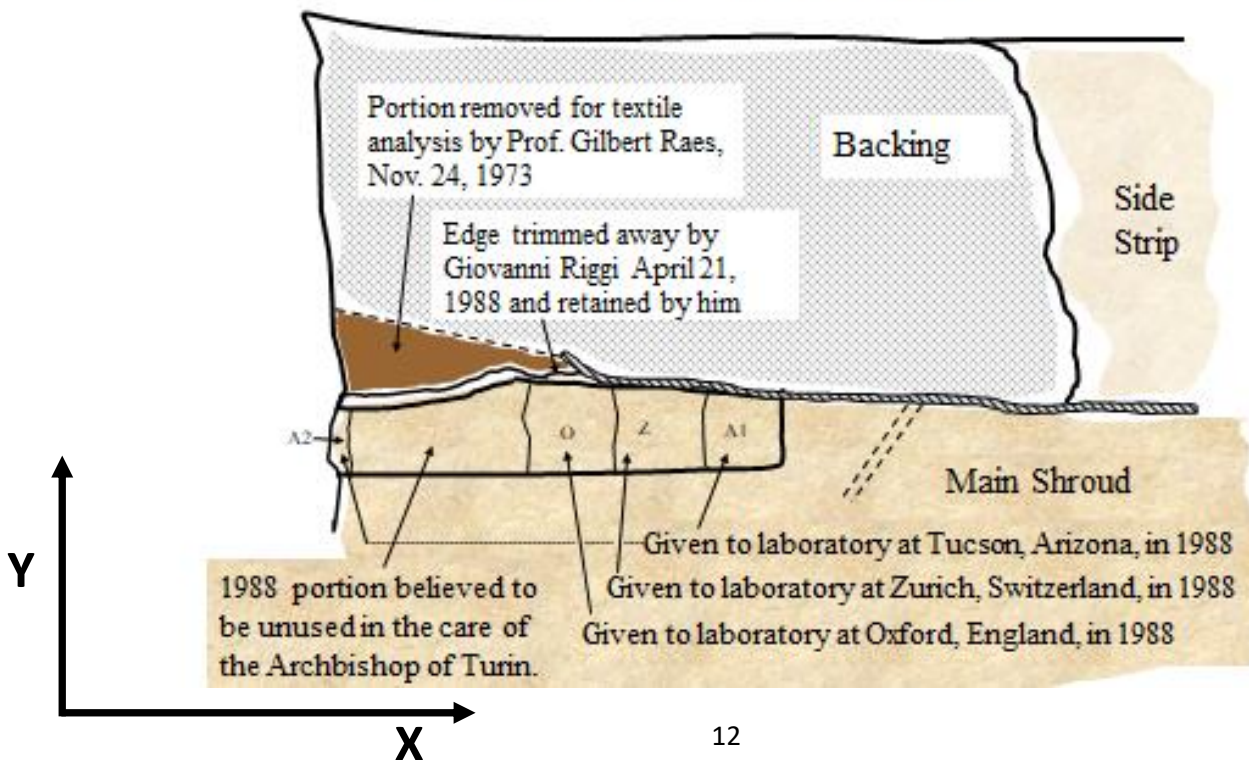 Portion removed for textile
analysis by Prof. Gilbert Raes,
Nov. 24, 1973
Backing
Side
Strip
Edge trimmed away by
Giovanni Riggi April 21,
1988 and retained by him
A2
O
Z
A1
Main Shroud
Given to laboratory at Tucson, Arizona, in 1988
Given to laboratory at Zurich, Switzerland, in 1988
Given to laboratory at Oxford, England, in 1988
1988 portion believed to
be unused in the care of
the Archbishop of Turin.
Y
X
12